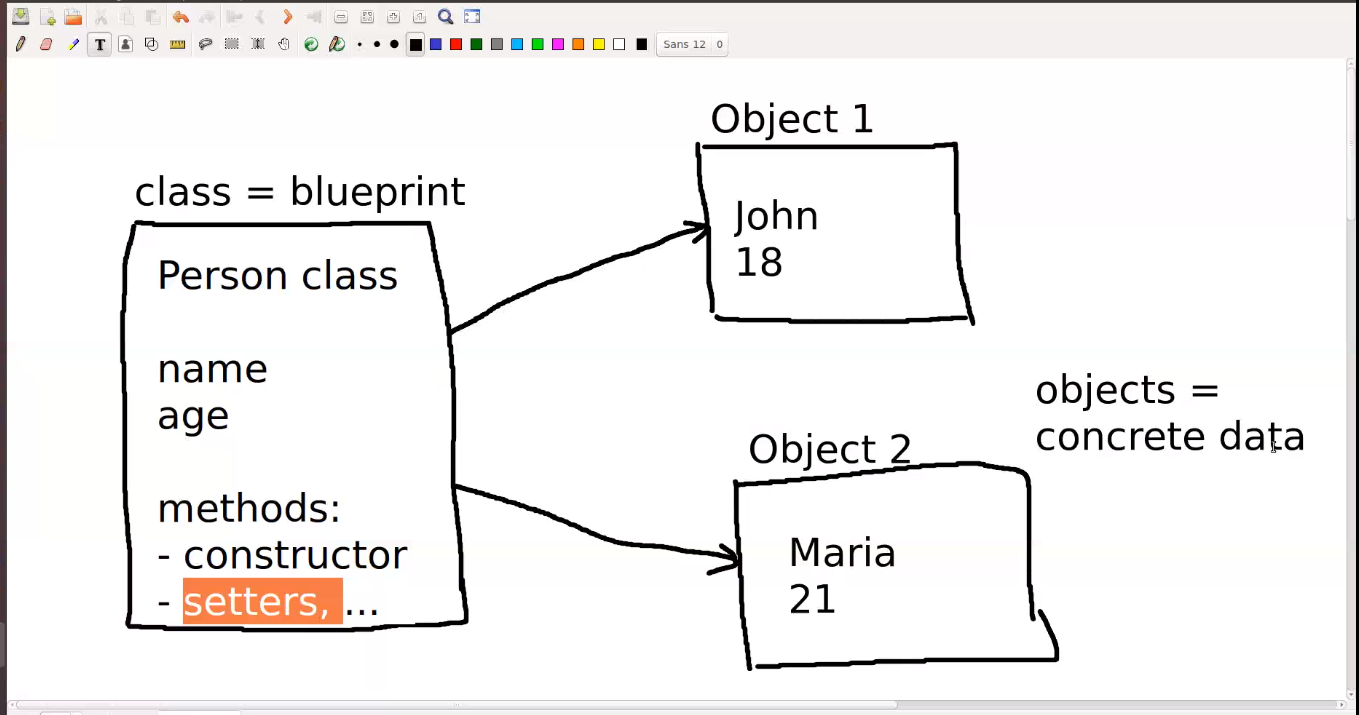 Sans 12 0
class = blueprint
Person class
name
age
methods:
- constructor
- setters, ...
Object 1
John
18
Object 2
Maria
21
objects =
concrete data